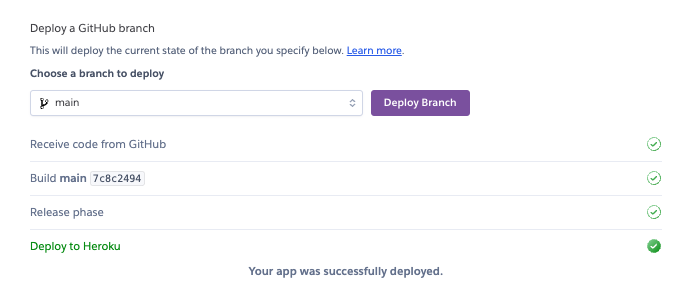 Deploy a GitHub branch
This will deploy the current state of the branch you specify below. Learn more.
Choose a branch to deploy
main
Deploy Branch
Receive code from GitHub
Build main 7c8c2494
Release phase
Deploy to Heroku
Your app was successfully deployed.